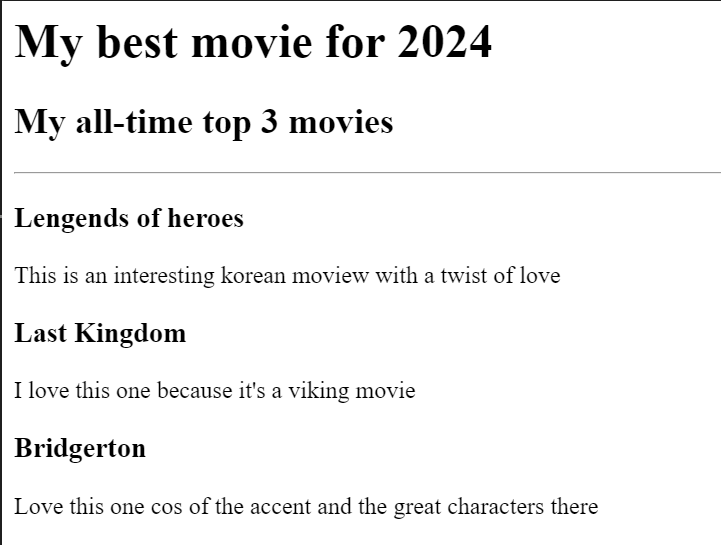 My best movie for 2024
My all-time top 3 movies
Lengends of heroes
This is an interesting korean moview with a twist of love
Last Kingdom
I love this one because it's a viking movie
Bridgerton
Love this one cos of the accent and the great characters there